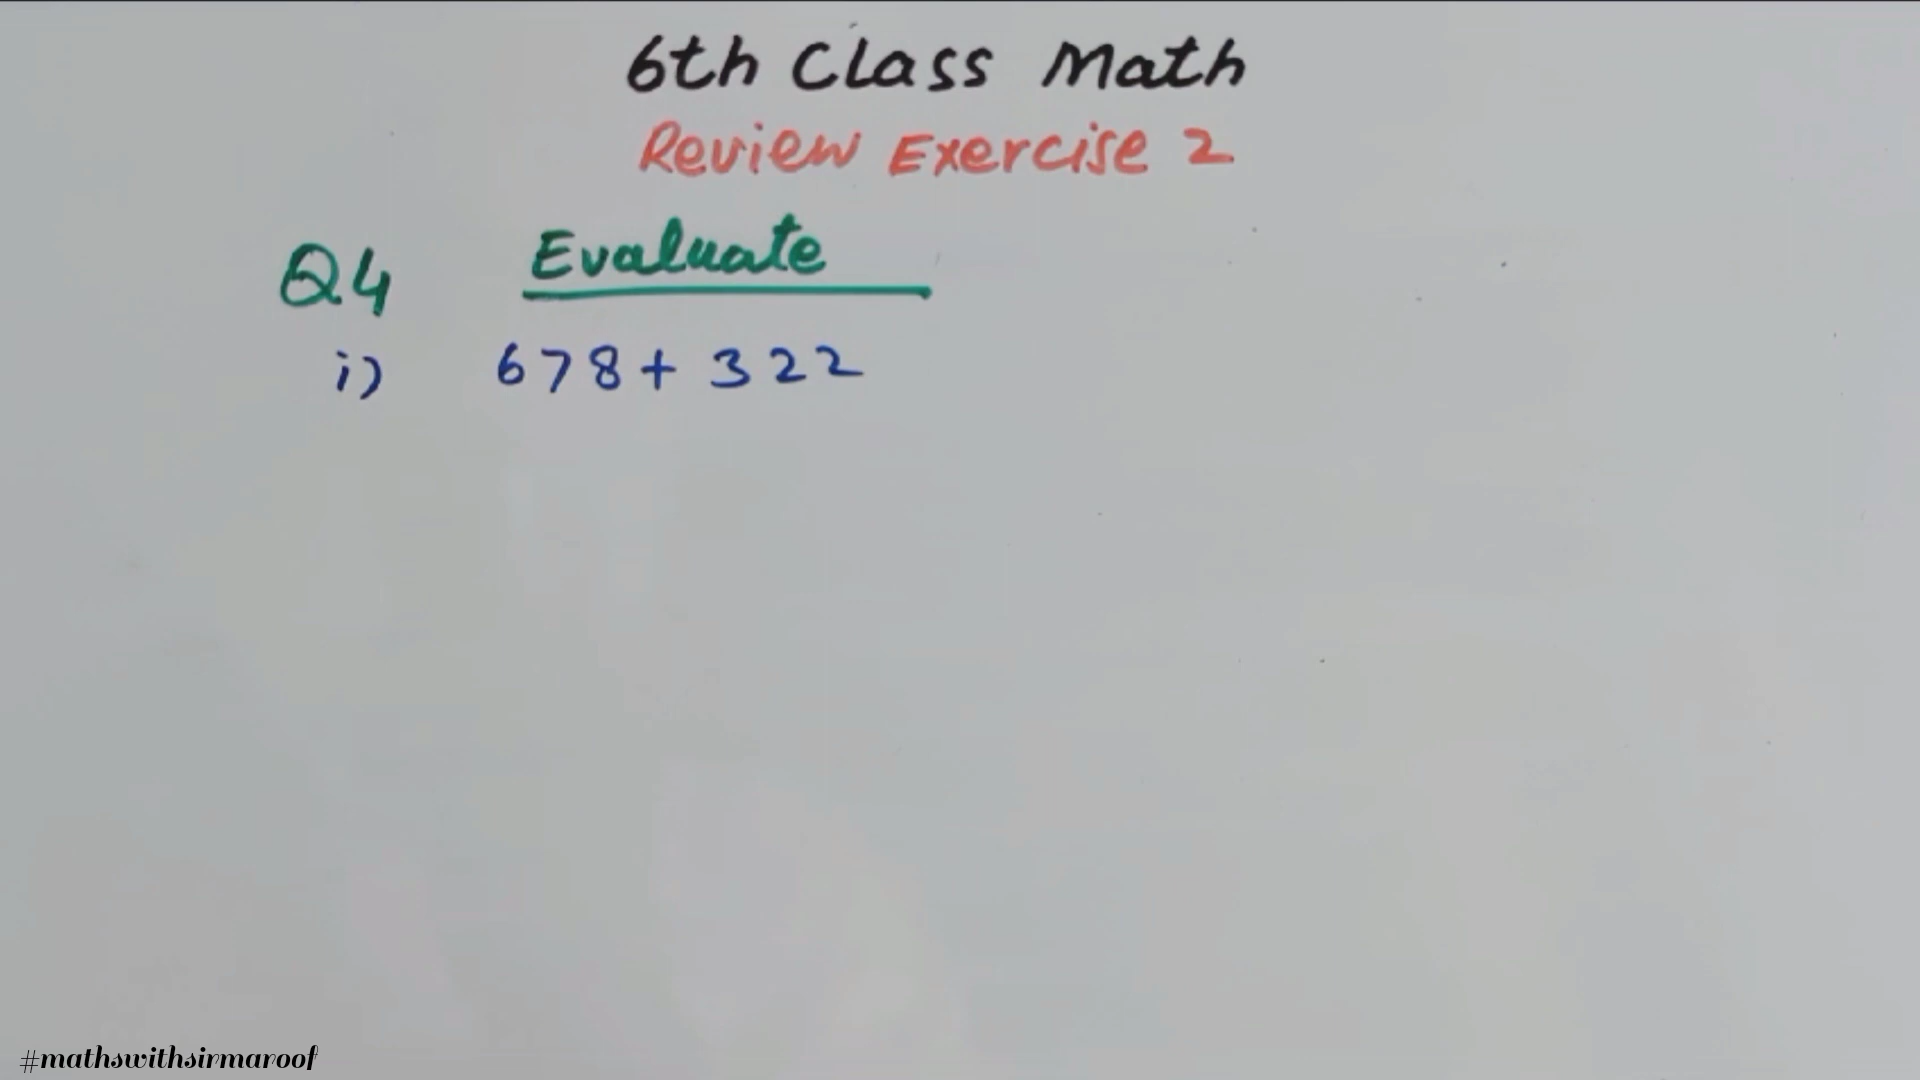 6th Class Math
Review Exercise 2
Q4 Evaluate
i) 678 + 322
#mathswithsirmaroof